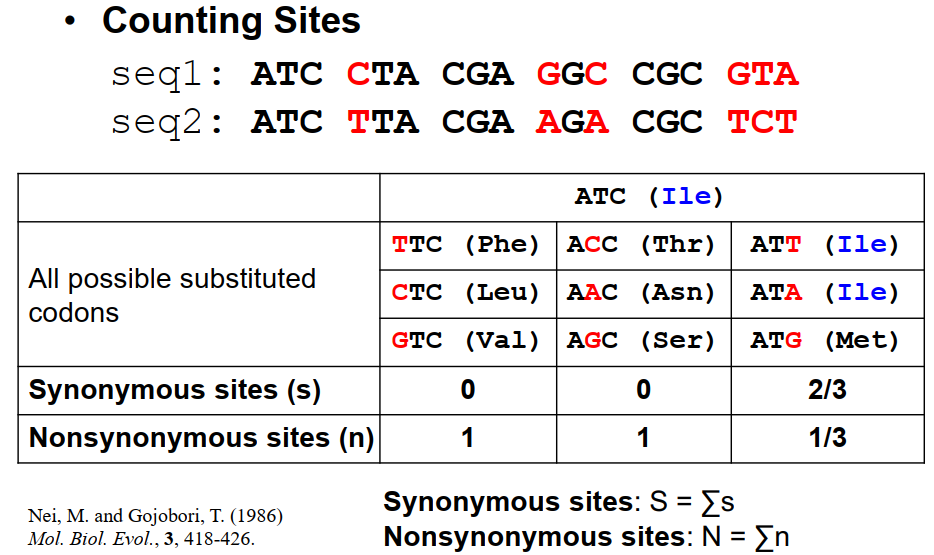 • Counting Sites
seq1: ATC CTA CGA GGC CGC GTA
seq2: ATC TTA CGA AGA CGC TCT
ATC (Ile)
All possible substituted codons
TTC (Phe) ACC (Thr) ATT (Ile)
CTC (Leu) AAC (Asn) ATA (Ile)
GTC (Val) AGC (Ser) ATG (Met)
Synonymous sites (s) 0 0 2/3
Nonsynonymous sites (n) 1 1 1/3
Nei, M. and Gojobori, T. (1986)
Mol. Biol. Evol., 3, 418-426.
Synonymous sites: S = ∑s
Nonsynonymous sites: N = ∑n